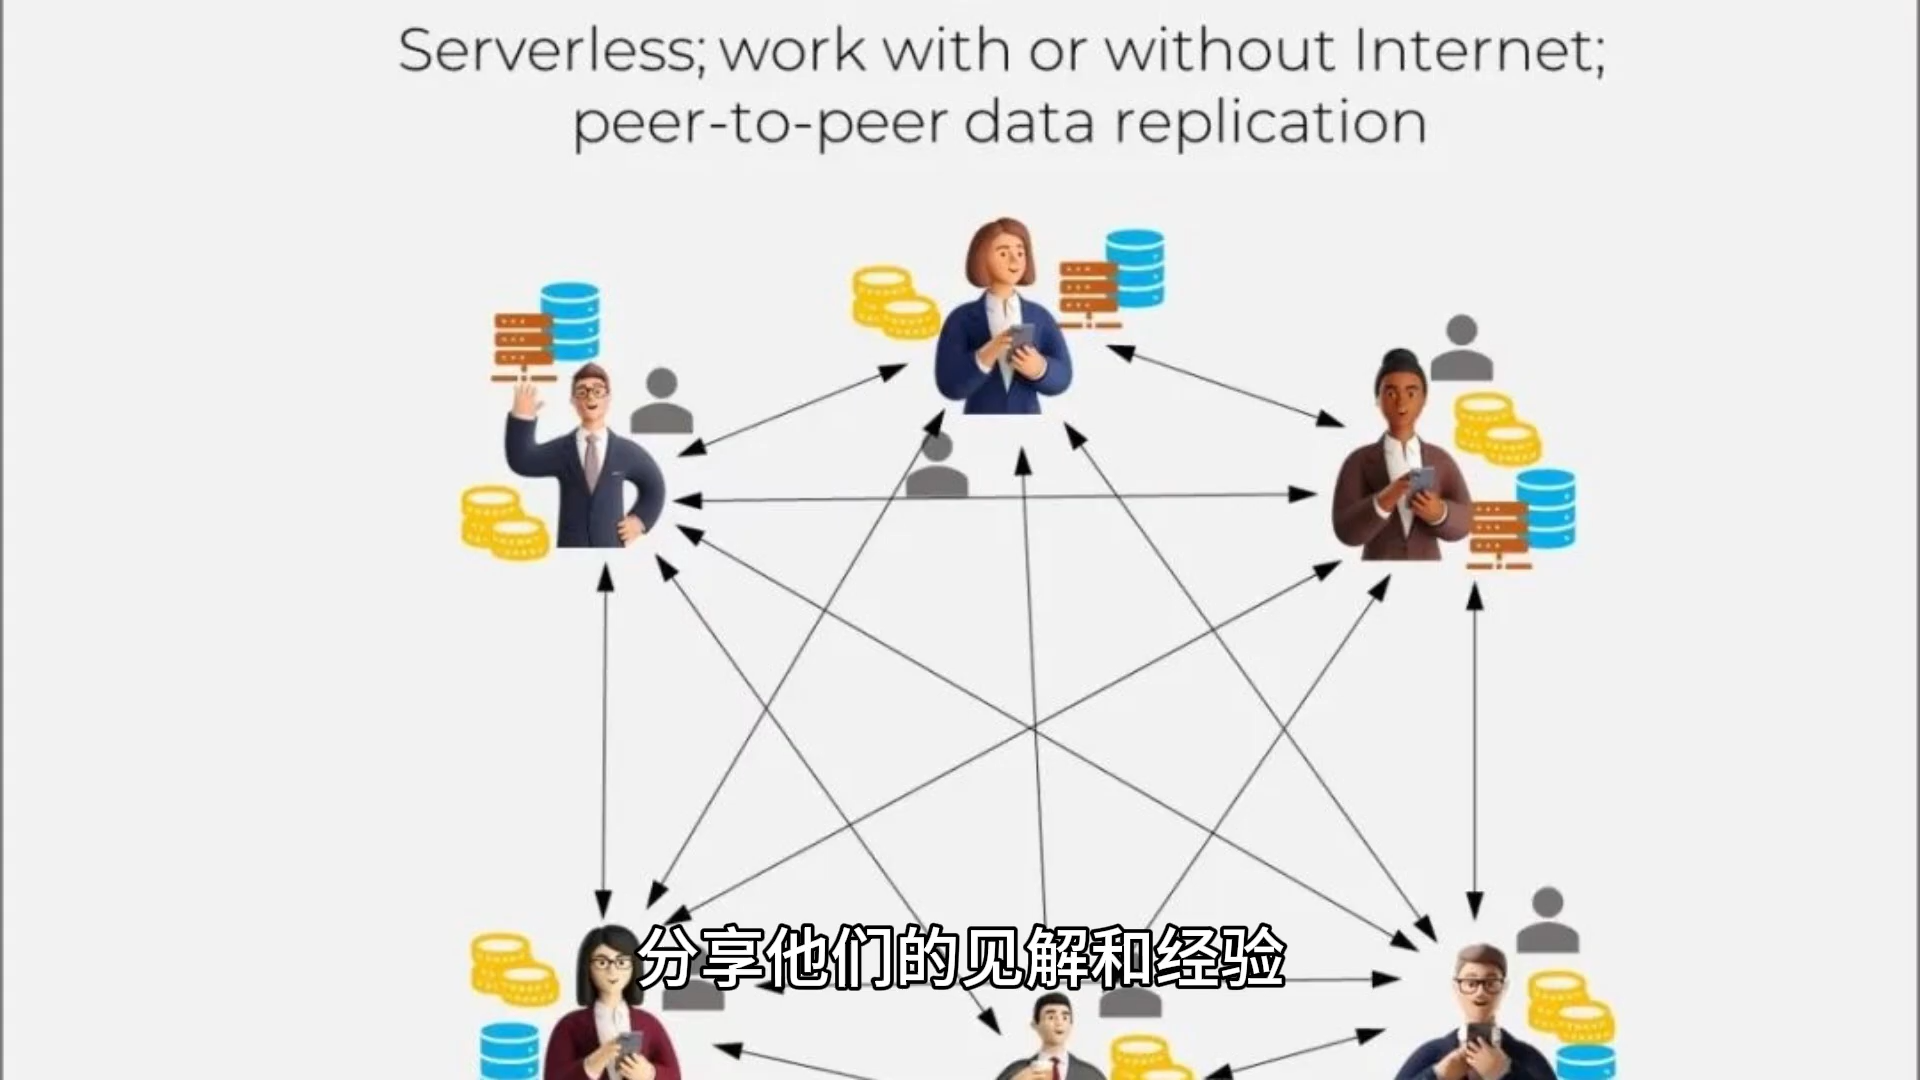 Serverless; work with or without Internet;
peer-to-peer data replication
分享他们的见解和经验